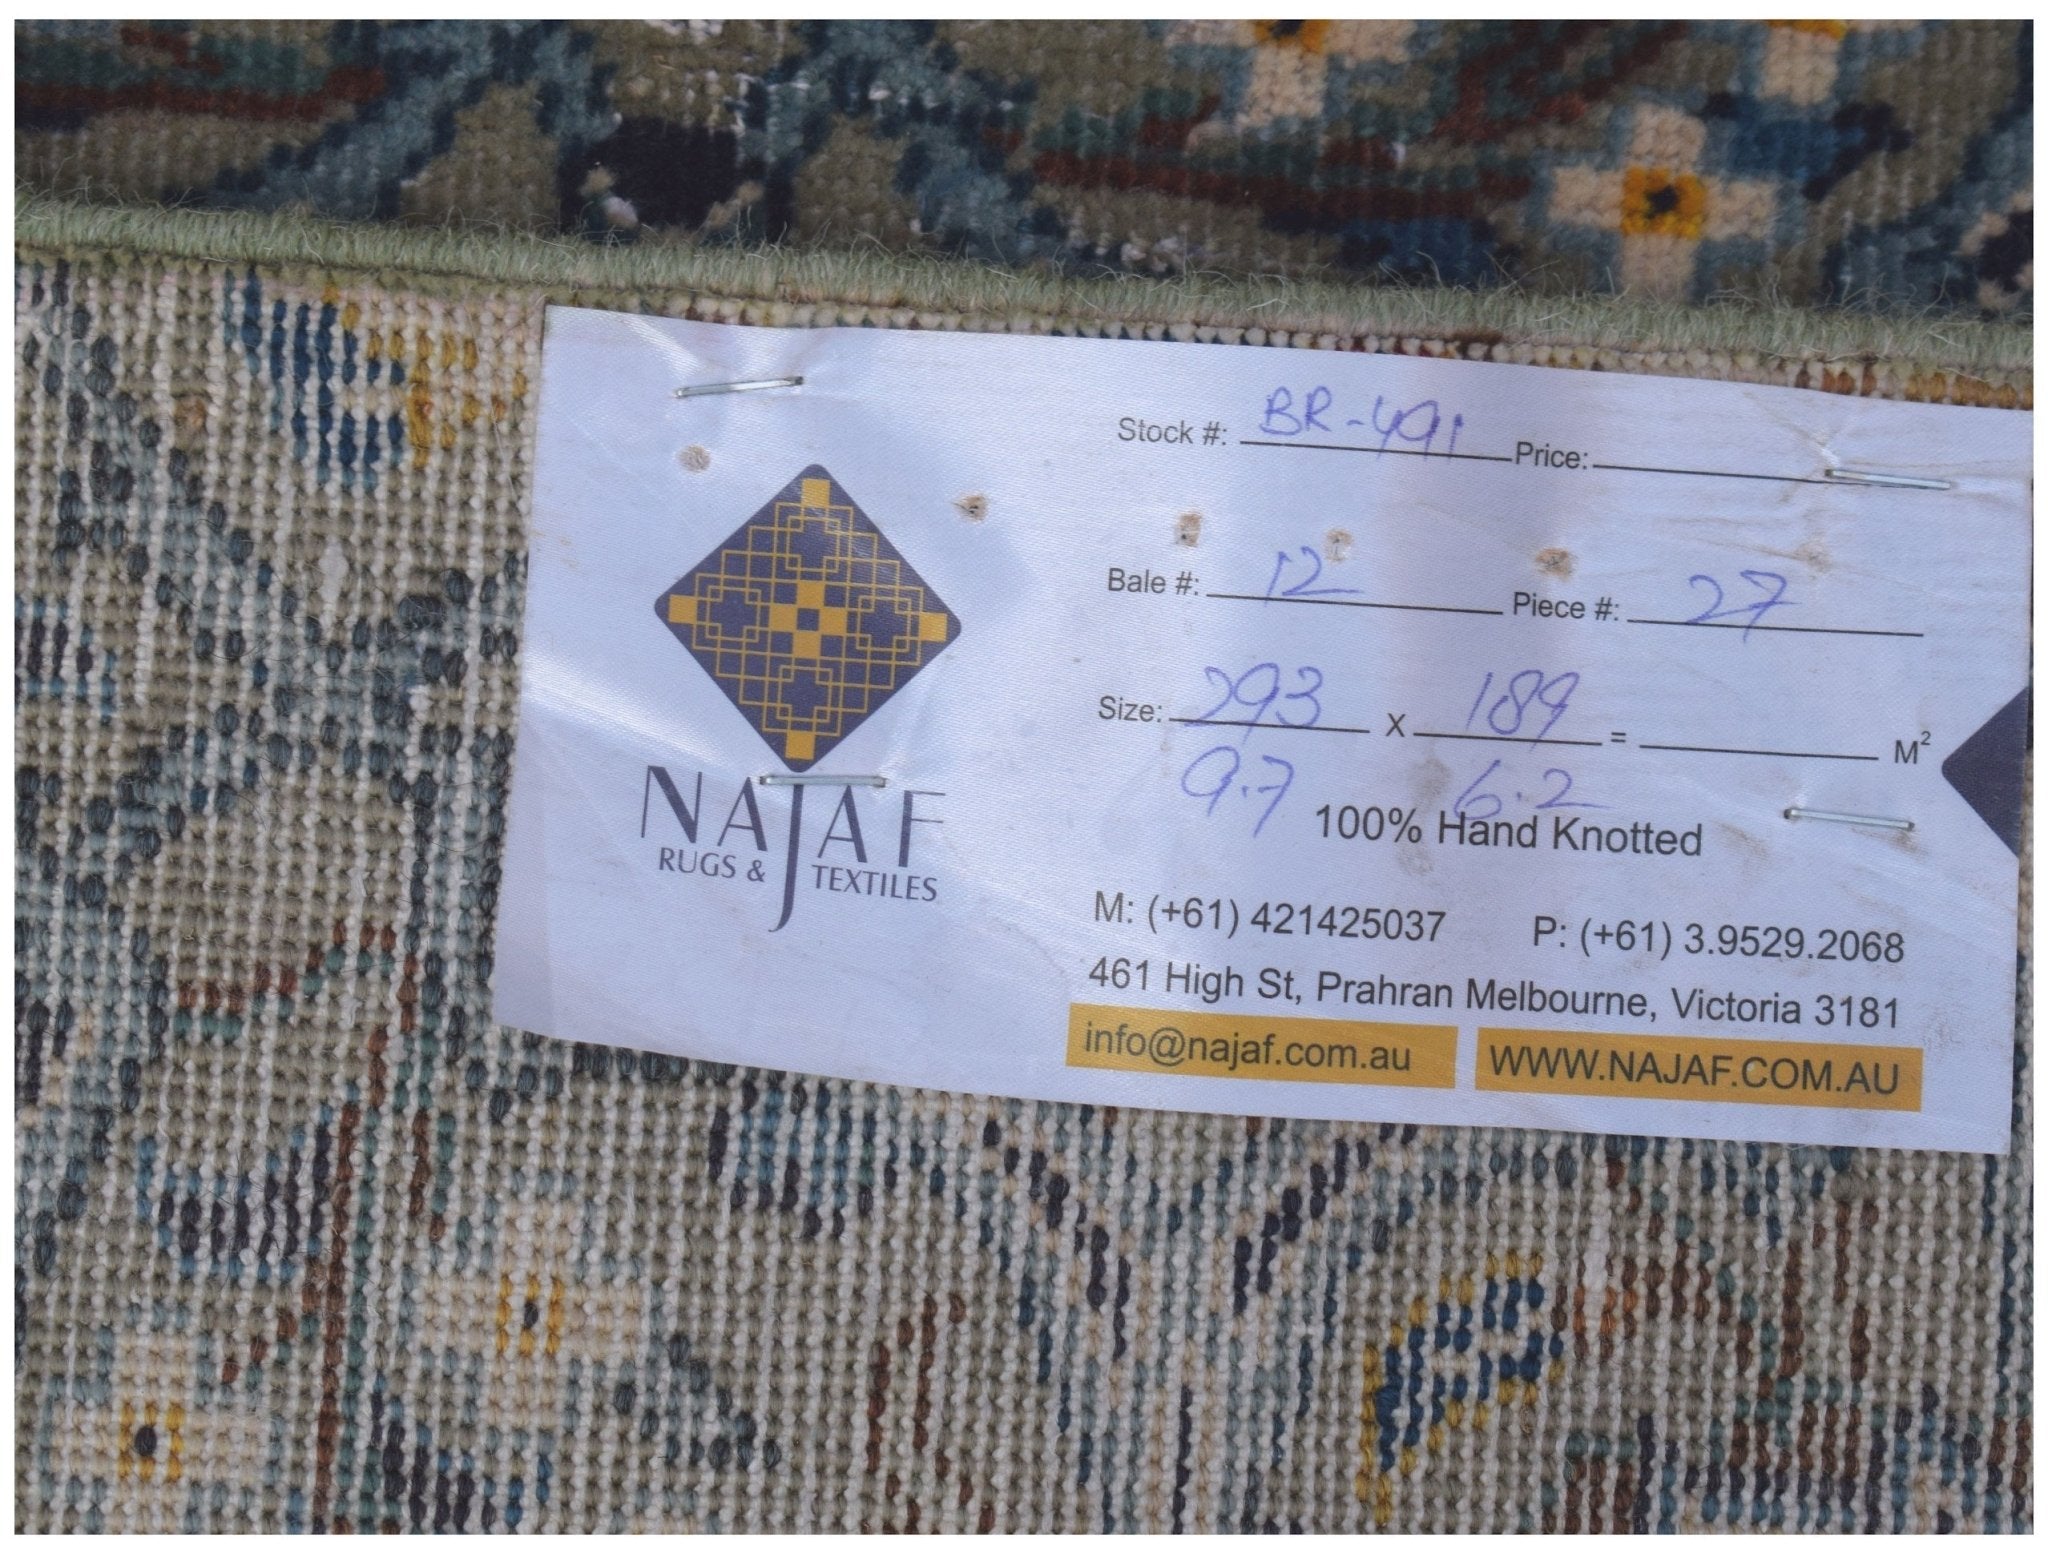 Stock #: BR-491 Price:
Bale #: 12 Piece #: 27
Size: 293 X 189 = M²
9.7 6.2
100% Hand Knotted
NAJAF
RUGS & TEXTILES
M: (+61) 421425037 P: (+61) 3.9529.2068
461 High St, Prahran Melbourne, Victoria 3181
info@najaf.com.au WWW.NAJAF.COM.AU